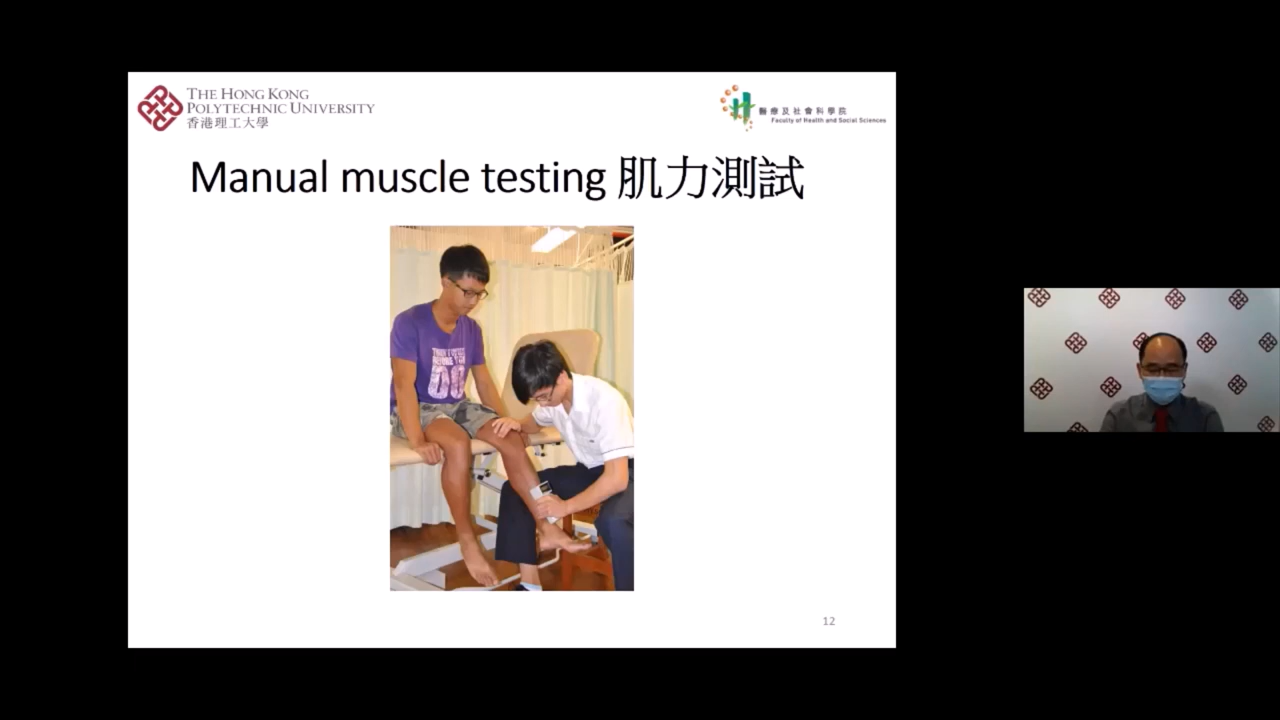 THE HONG KONG
POLYTECHNIC UNIVERSITY
香港理工大學
醫療及社會科學院
Faculty of Health and Social Sciences
Manual muscle testing 肌力測試
12